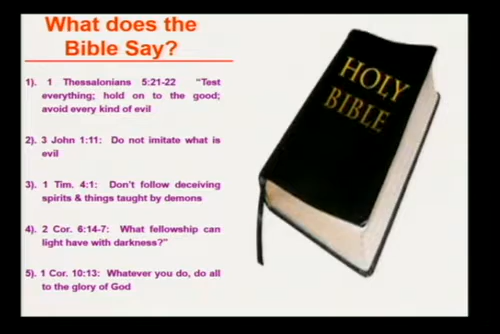 What does the
Bible Say?
1). 1 Thessalonians 5:21-22 "Test
everything; hold on to the good;
avoid every kind of evil
2). 3 John 1:11: Do not imitate what is
evil
3). 1 Tim. 4:1: Don't follow deceiving
spirits & things taught by demons
4). 2 Cor. 6:14-7: What fellowship can
light have with darkness?"
5). 1 Cor. 10:13: Whatever you do, do all
to the glory of God
HOLY
BIBLE